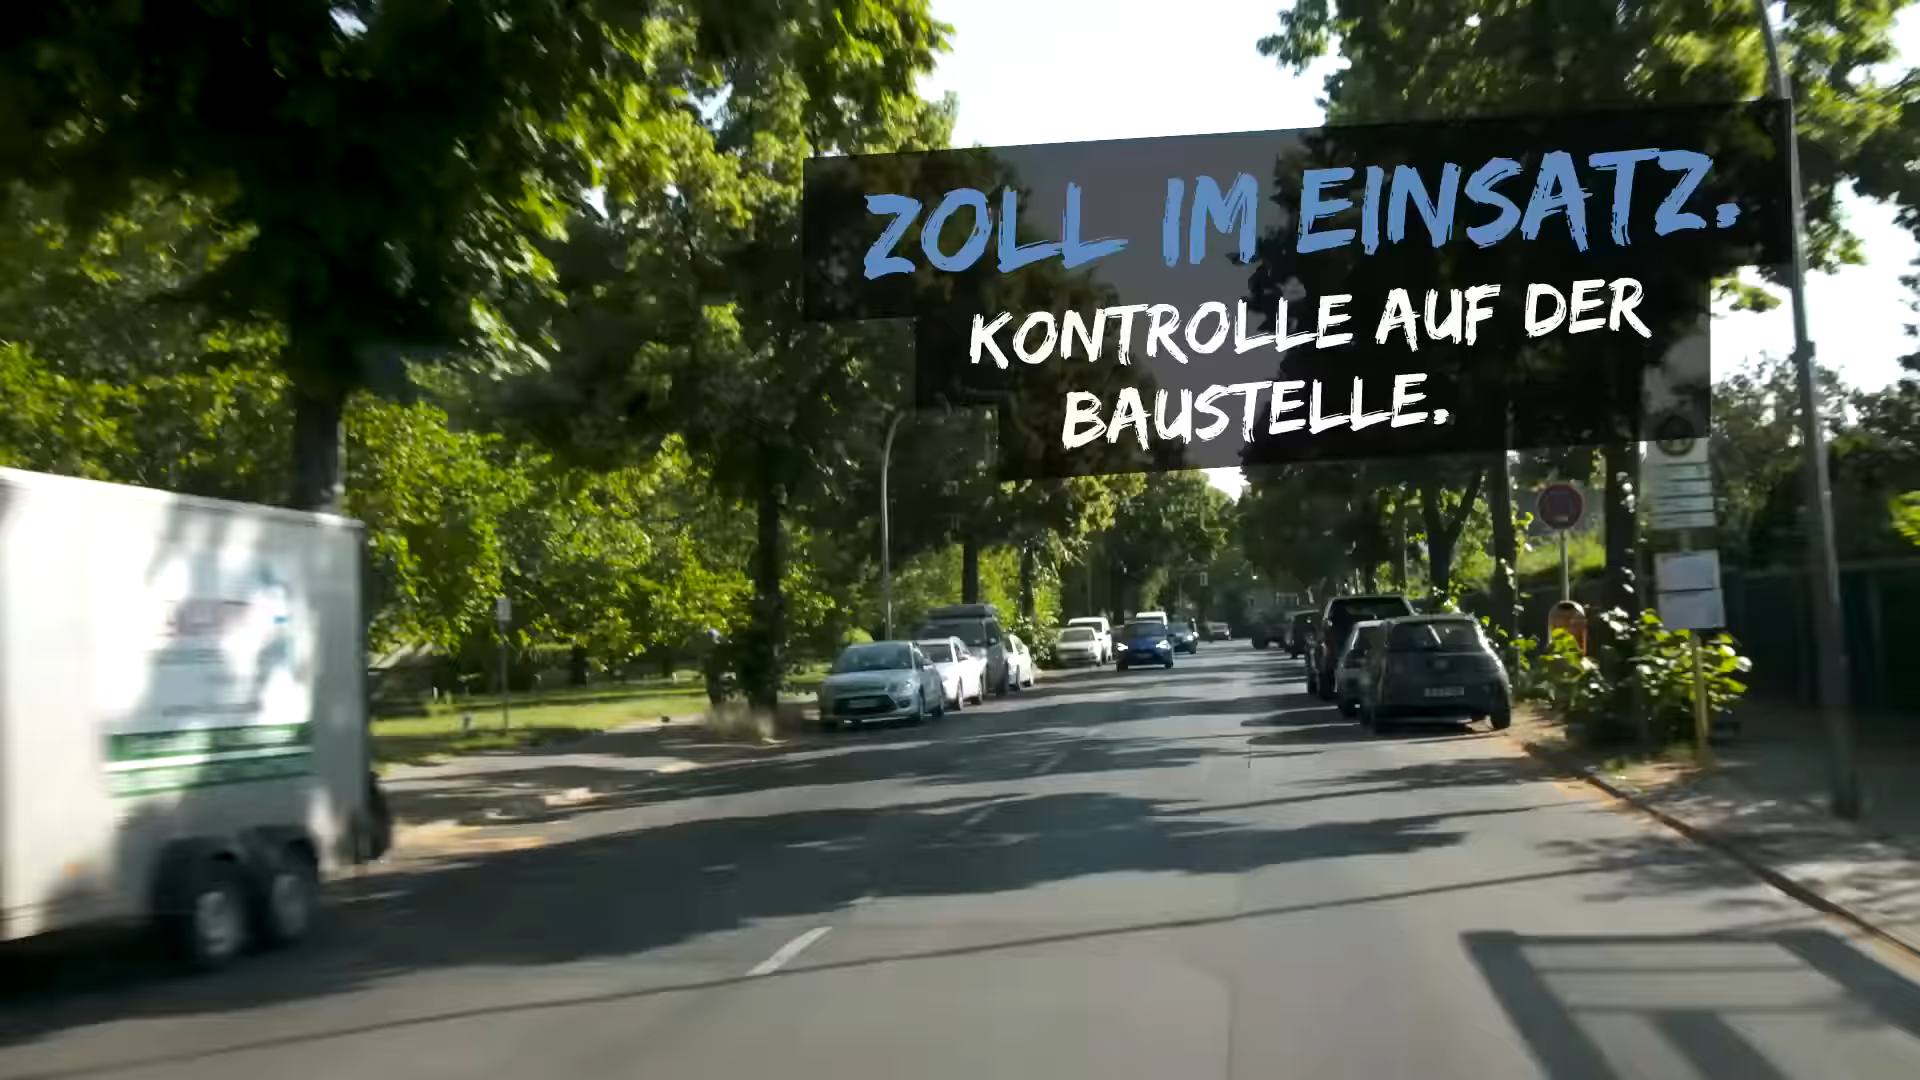 ZOLL IM EINSATZ.
KONTROLLE AUF DER
BAUSTELLE.